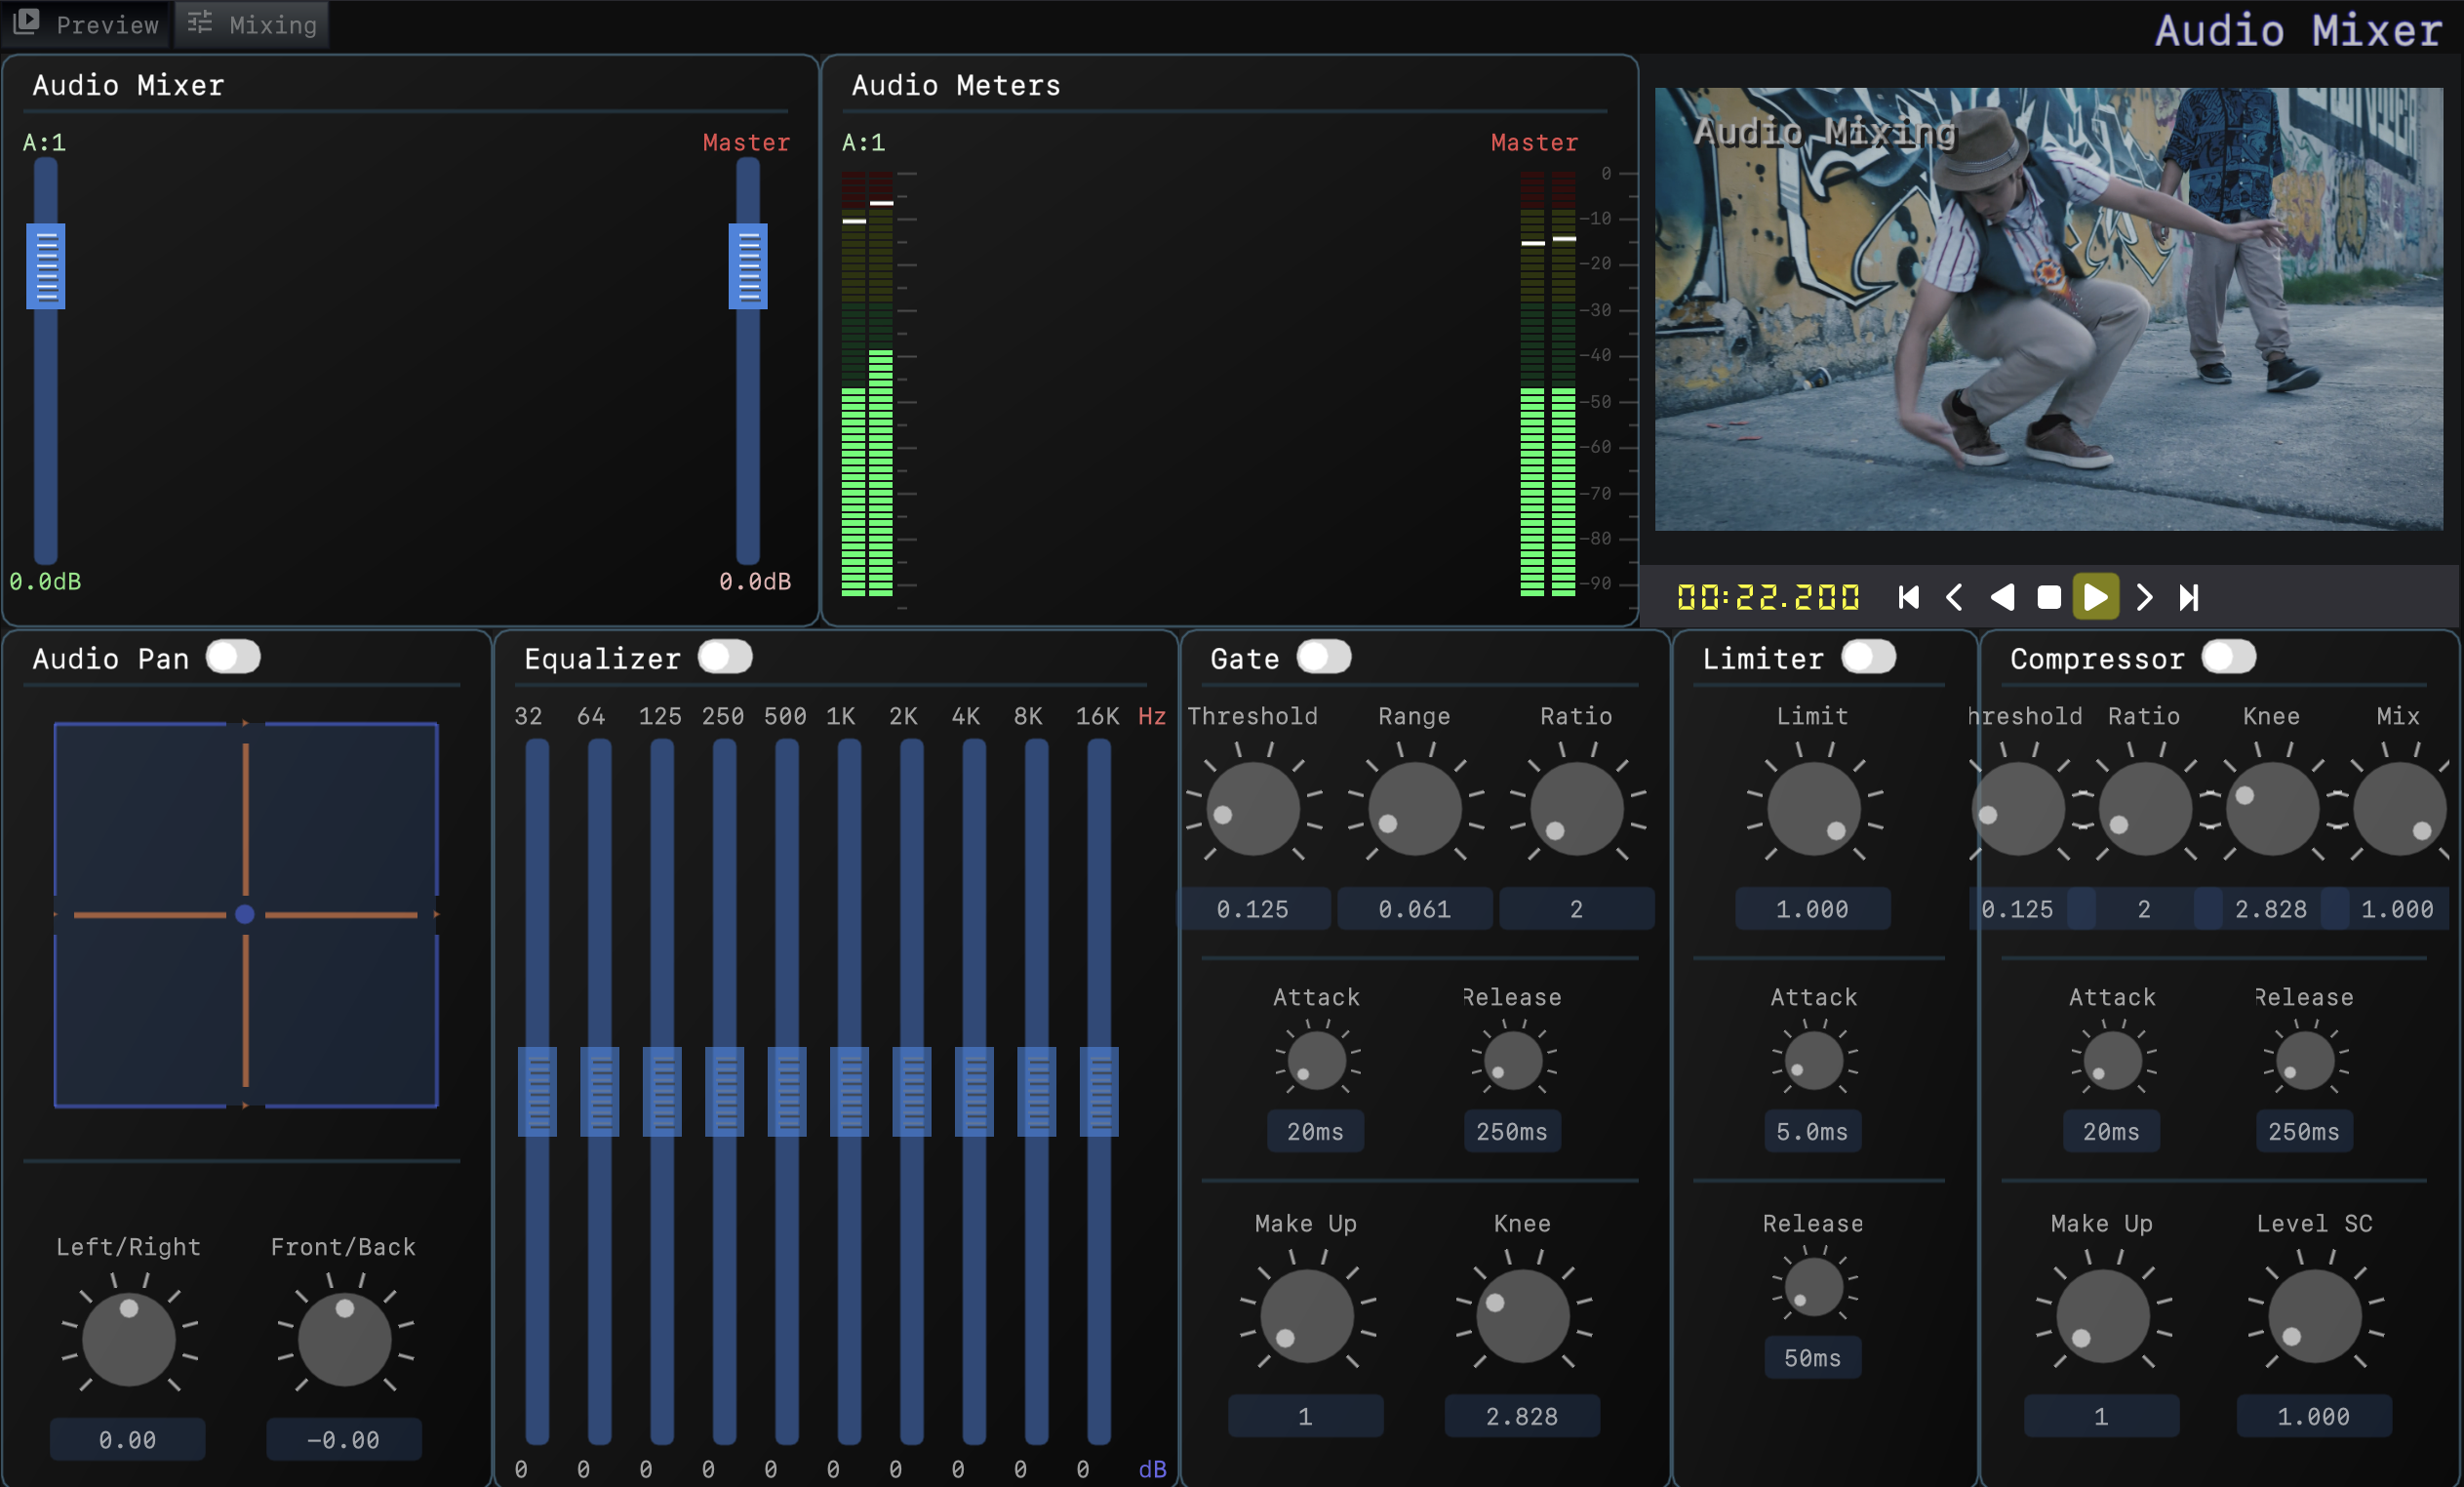 Preview Mixing Audio Mixer
Audio Mixer
A:1 Master
0.0dB 0.0dB
Audio Meters
A:1 Master
0
-10
-20
-30
-40
-50
-60
-70
-80
-90
Audio Mixing
00:22.200
Audio Pan
Left/Right Front/Back
0.00 -0.00
Equalizer
32 64 125 250 500 1K 2K 4K 8K 16K Hz
0 0 0 0 0 0 0 0 0 0 dB
Gate
Threshold Range Ratio
0.125 0.061 2
Attack Release
20ms 250ms
Make Up Knee
1 2.828
Limiter
Limit
1.000
Attack
5.0ms
Release
50ms
Compressor
hreshold Ratio Knee Mix
0.125 2 2.828 1.000
Attack Release
20ms 250ms
Make Up Level SC
1 1.000